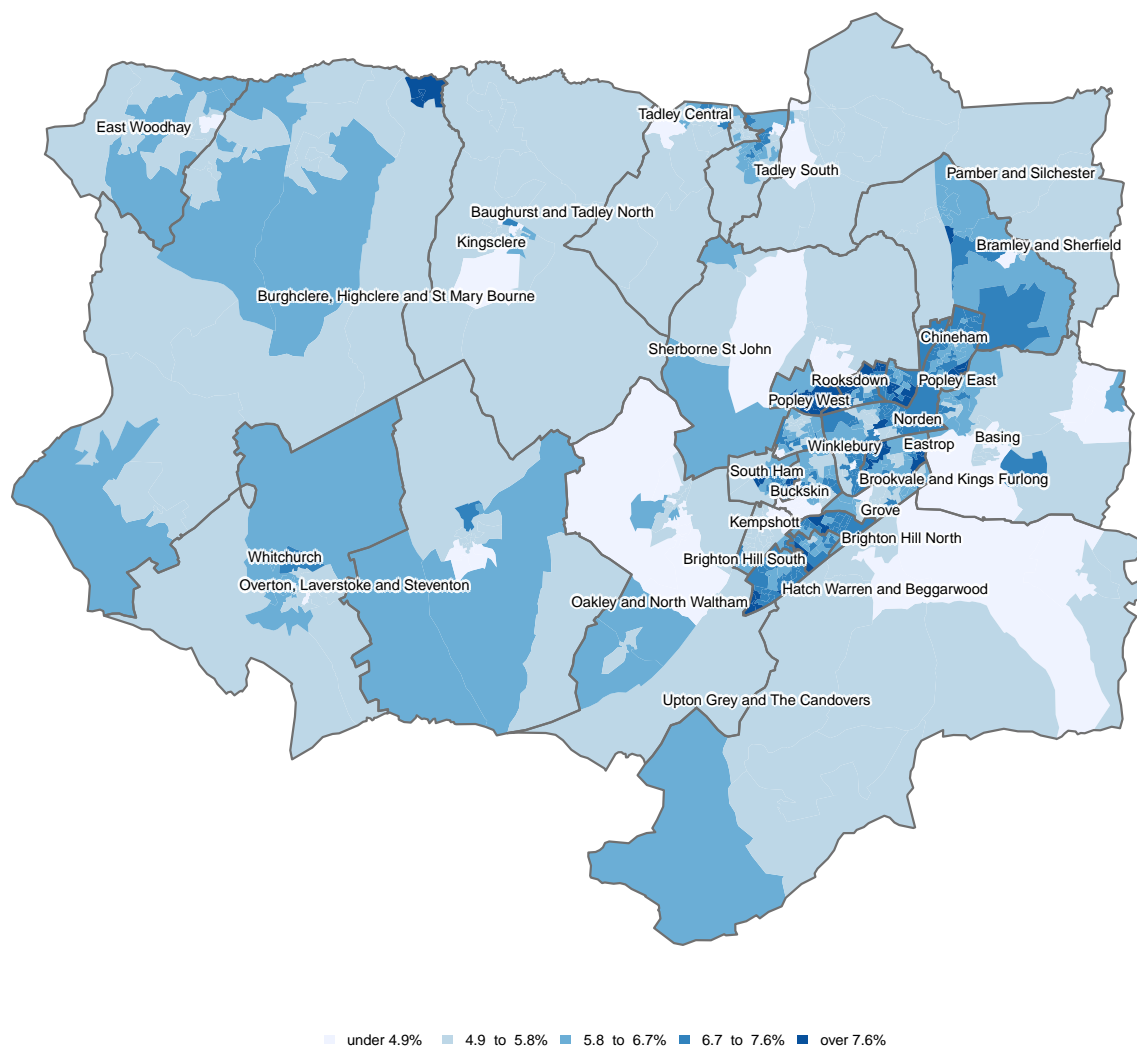 Tadley Central
East Woodhay
Tadley South
Pamber and Silchester
Baughurst and Tadley North
Kingsclere
Bramley and Sherfield
Burghclere, Highclere and St Mary Bourne
Chineham
Sherborne St John
Rooksdown
Popley East
Popley West
Norden
Basing
Winklebury
Eastrop
South Ham
Brookvale and Kings Furlong
Buckskin
Grove
Kempshott
Brighton Hill North
Whitchurch
Brighton Hill South
Overton, Laverstoke and Steventon
Hatch Warren and Beggarwood
Oakley and North Waltham
Upton Grey and The Candovers
under 4.9% 4.9 to 5.8% 5.8 to 6.7% 6.7 to 7.6% over 7.6%